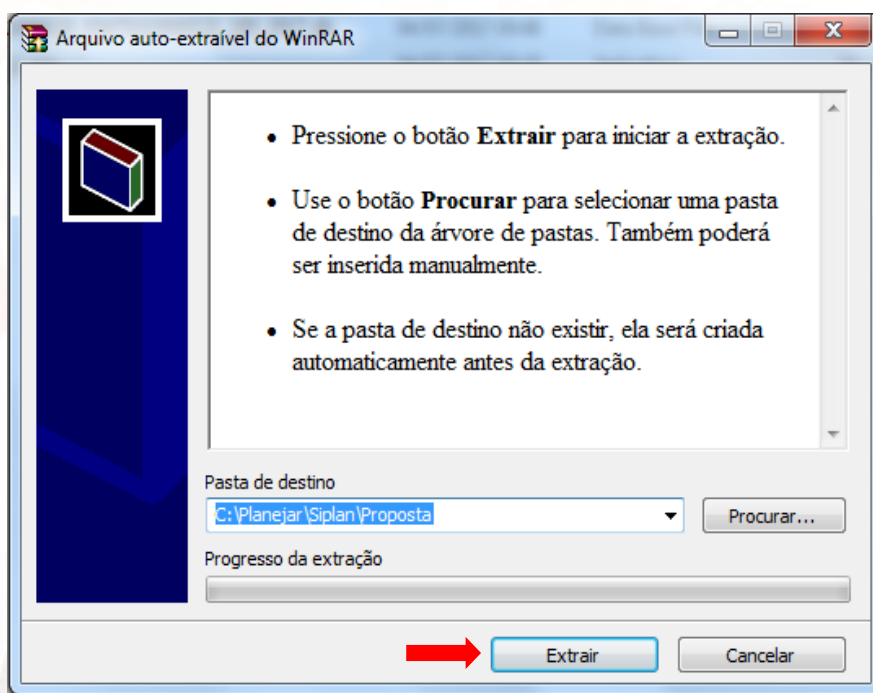 Arquivo auto-extraível do WinRAR
• Pressione o botão Extrair para iniciar a extração.
• Use o botão Procurar para selecionar uma pasta
de destino da árvore de pastas. Também poderá
ser inserida manualmente.
• Se a pasta de destino não existir, ela será criada
automaticamente antes da extração.
Pasta de destino
C:\Planejar\Siplan\Proposta
Procurar...
Progresso da extração
Extrair
Cancelar